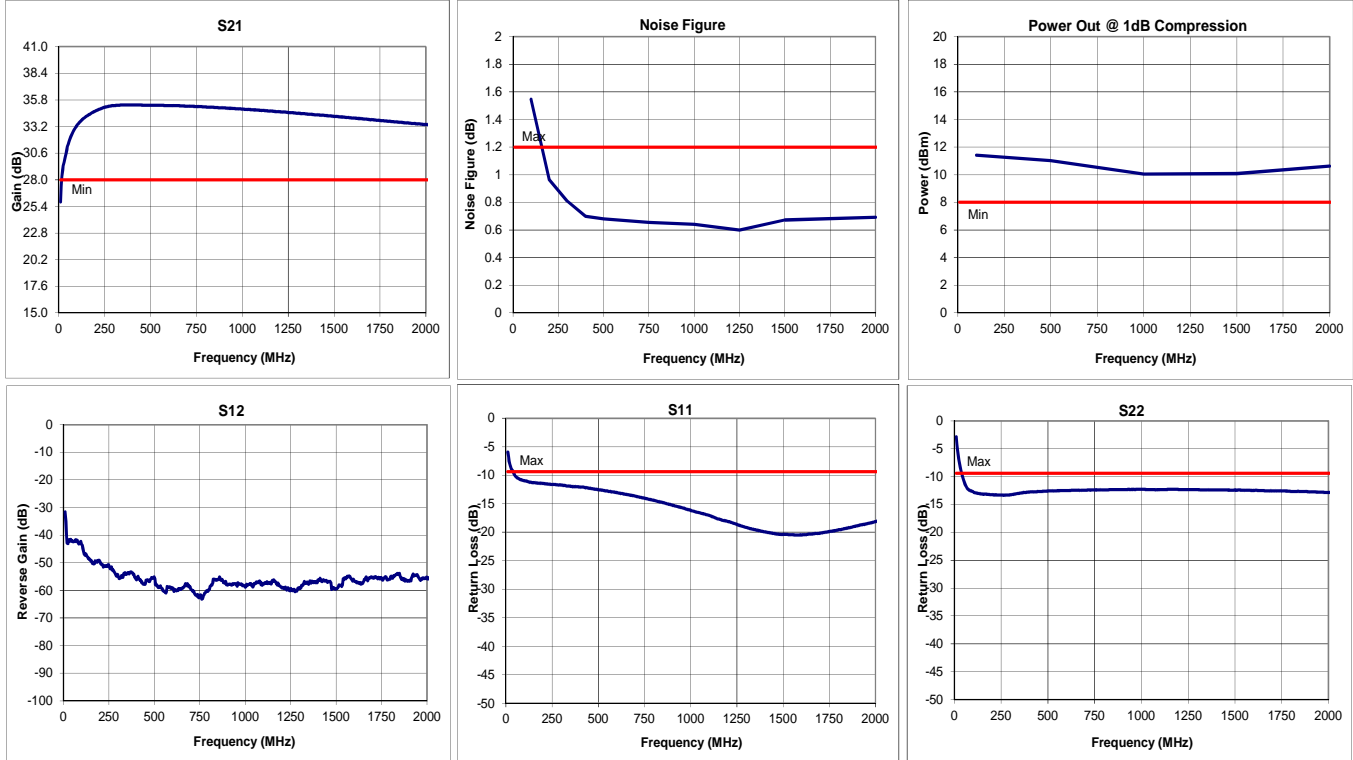 S21
41.0
38.4
35.8
33.2
30.6
28.0
25.4
22.8
20.2
17.6
15.0
Gain (dB)
Min
0 250 500 750 1000 1250 1500 1750 2000
Frequency (MHz)
Noise Figure
2
1.8
1.6
1.4
1.2
1
0.8
0.6
0.4
0.2
0
Noise Figure (dB)
Max
0 250 500 750 1000 1250 1500 1750 2000
Frequency (MHz)
Power Out @ 1dB Compression
20
18
16
14
12
10
8
6
4
2
0
Power (dBm)
Min
0 250 500 750 1000 1250 1500 1750 2000
Frequency (MHz)
S12
0
-10
-20
-30
-40
-50
-60
-70
-80
-90
-100
Reverse Gain (dB)
0 250 500 750 1000 1250 1500 1750 2000
Frequency (MHz)
S11
0
-5
-10
-15
-20
-25
-30
-35
-40
-45
-50
Return Loss (dB)
Max
0 250 500 750 1000 1250 1500 1750 2000
Frequency (MHz)
S22
0
-5
-10
-15
-20
-25
-30
-35
-40
-45
-50
Return Loss (dB)
Max
0 250 500 750 1000 1250 1500 1750 2000
Frequency (MHz)